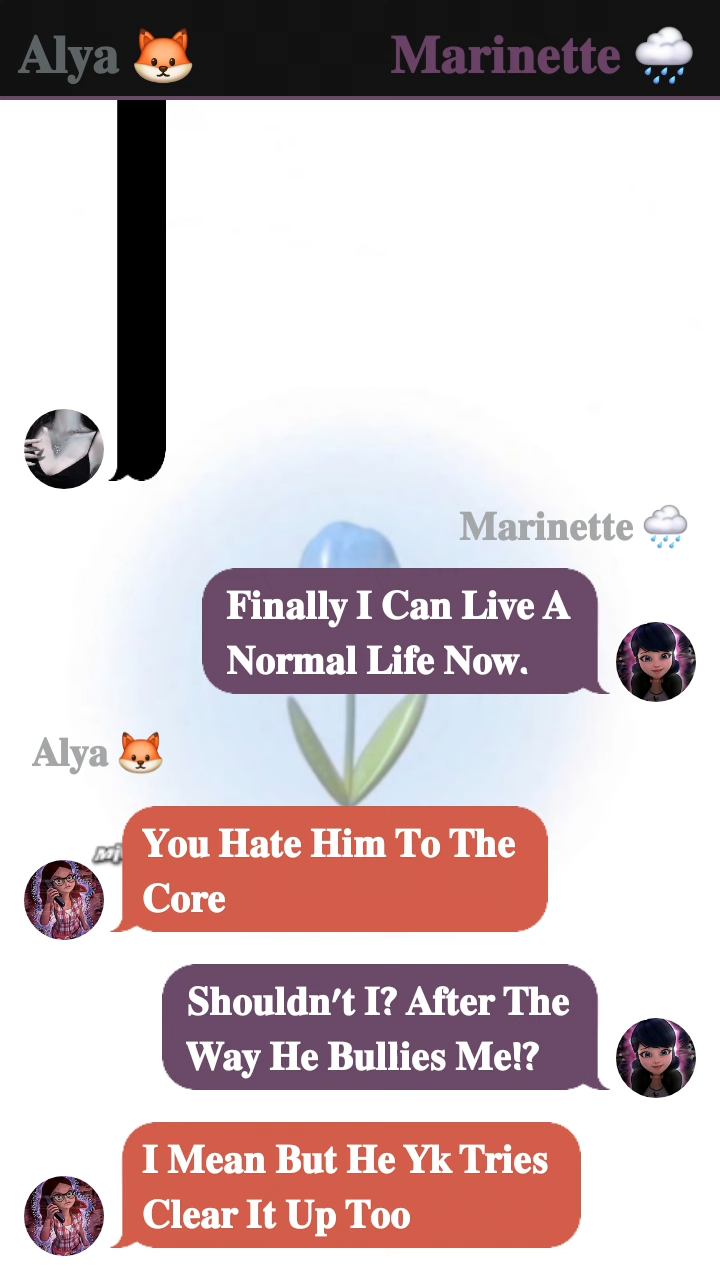 Alya 🦊 Marinette 🌧️
Marinette 🌧️
Finally I Can Live A
Normal Life Now.
Alya 🦊
You Hate Him To The
Core
Shouldn't I? After The
Way He Bullies Me!?
I Mean But He Yk Tries
Clear It Up Too